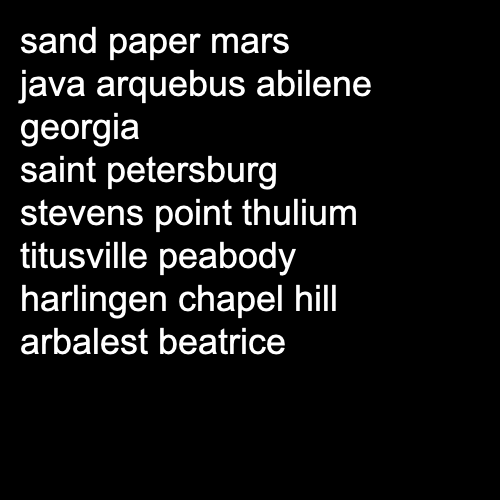 sand paper mars
java arquebus abilene
georgia
saint petersburg
stevens point thulium
titusville peabody
harlingen chapel hill
arbalest beatrice